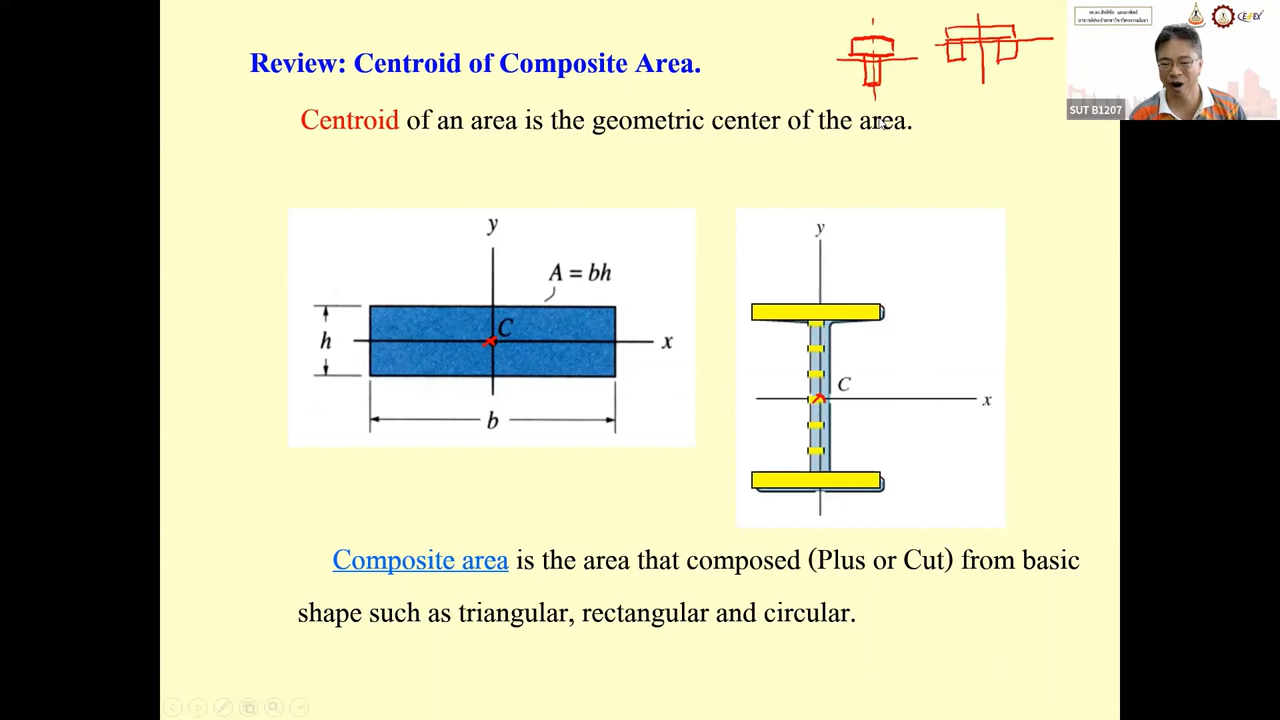 Review: Centroid of Composite Area.
Centroid of an area is the geometric center of the area.
SUT B1207
y
A = bh
C
h
x
b
y
C
x
Composite area is the area that composed (Plus or Cut) from basic
shape such as triangular, rectangular and circular.